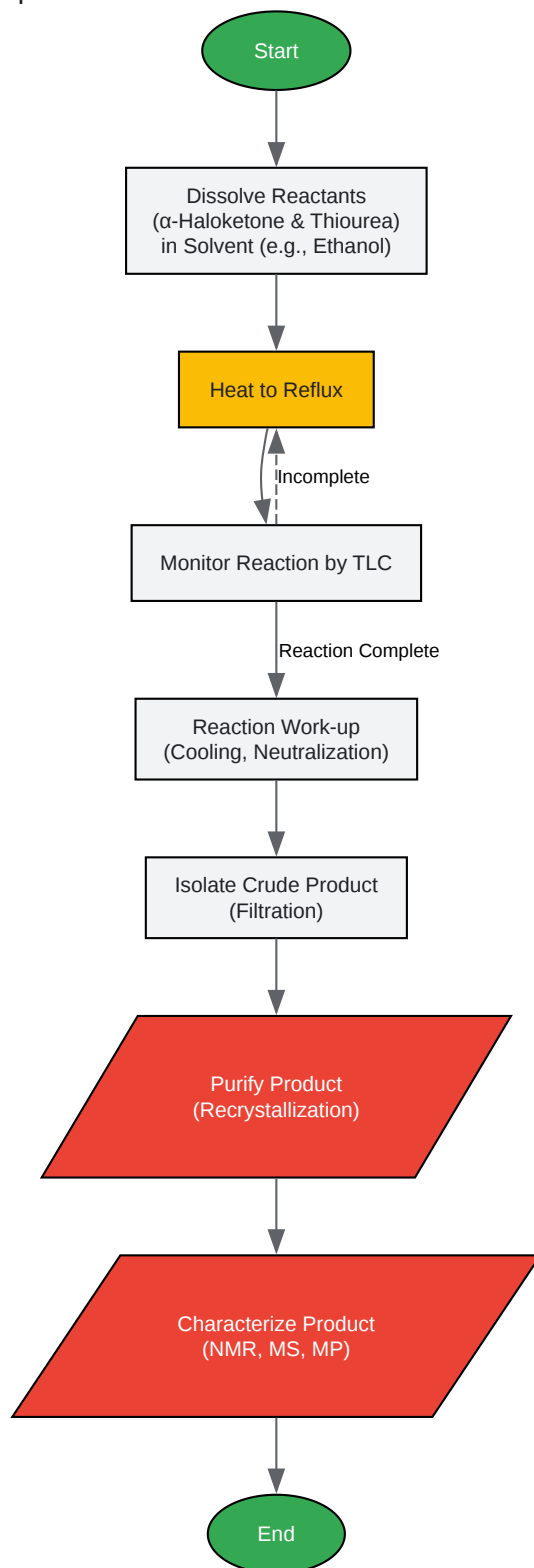 Start
Dissolve Reactants
(α-Haloketone & Thiourea)
in Solvent (e.g., Ethanol)
Heat to Reflux
Incomplete
Monitor Reaction by TLC
Reaction Complete
Reaction Work-up
(Cooling, Neutralization)
Isolate Crude Product
(Filtration)
Purify Product
(Recrystallization)
Characterize Product
(NMR, MS, MP)
End